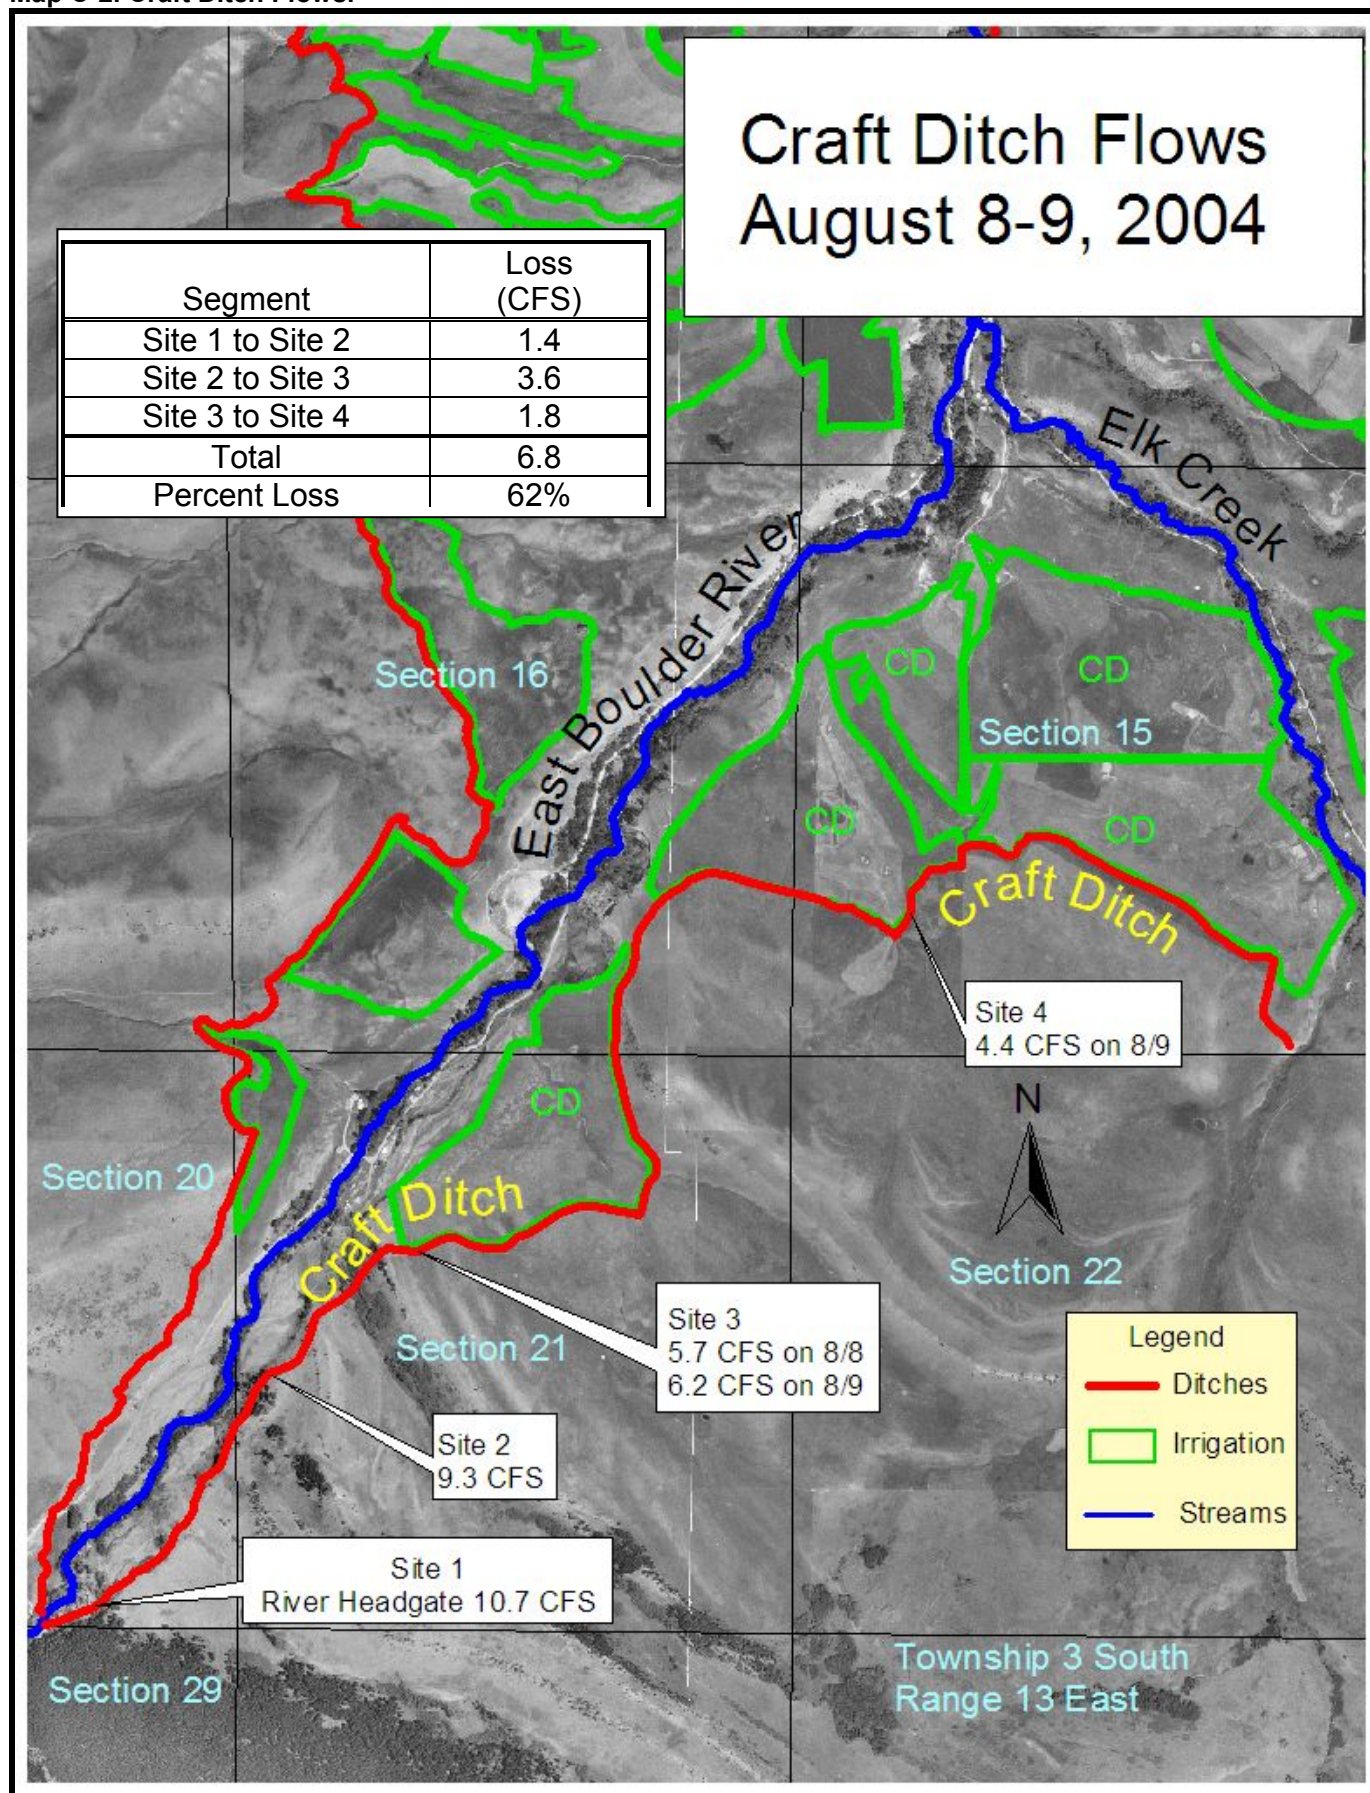 Map C-2. Craft Ditch Flows.
Craft Ditch Flows
August 8-9, 2004
Segment
Loss
(CFS)
Site 1 to Site 2
1.4
Site 2 to Site 3
3.6
Site 3 to Site 4
1.8
Total
6.8
Percent Loss
62%
Elk Creek
East Boulder River
Section 16
CD
CD
Section 15
CD
CD
Craft Ditch
Site 4
4.4 CFS on 8/9
CD
N
Section 20
Craft Ditch
Section 22
Site 3
5.7 CFS on 8/8
6.2 CFS on 8/9
Section 21
Legend
Ditches
Irrigation
Streams
Site 2
9.3 CFS
Site 1
River Headgate 10.7 CFS
Section 29
Township 3 South
Range 13 East